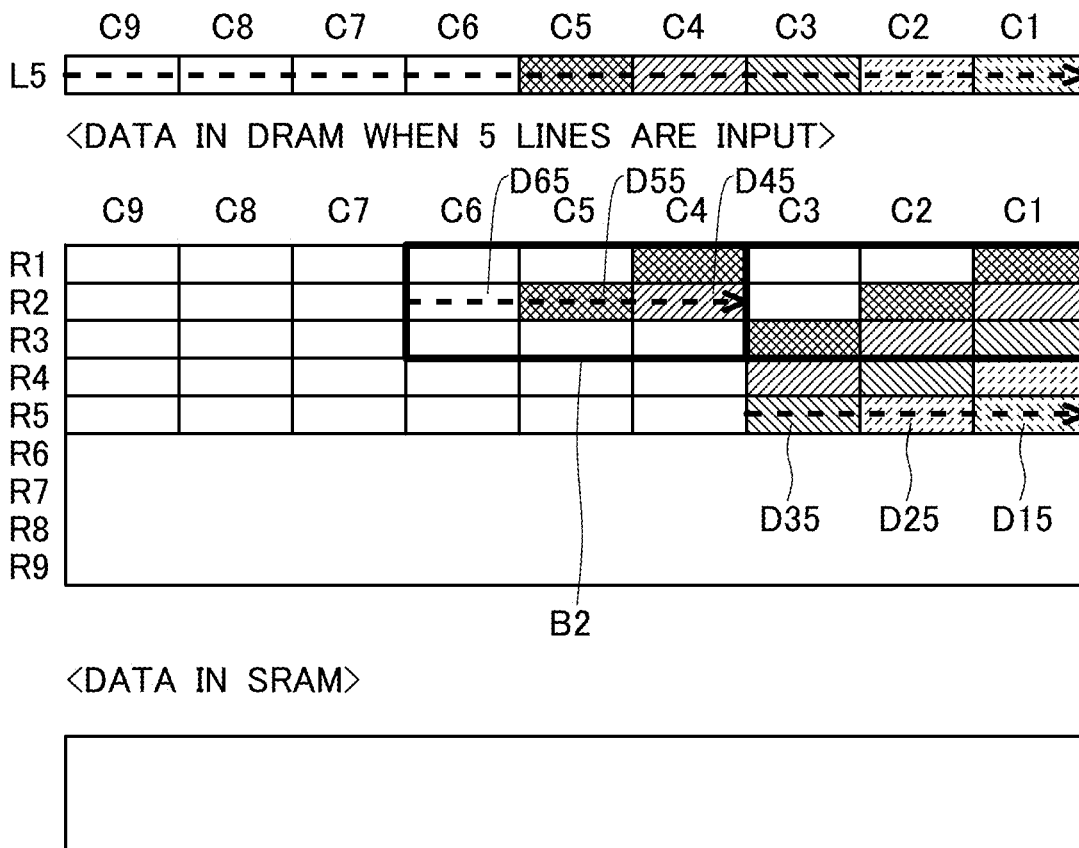 C9 C8 C7 C6 C5 C4 C3 C2 C1
L5
<DATA IN DRAM WHEN 5 LINES ARE INPUT>
D65 D55 D45
C9 C8 C7 C6 C5 C4 C3 C2 C1
R1
R2
R3
R4
R5
R6
R7
D35 D25 D15
R8
R9
B2
<DATA IN SRAM>